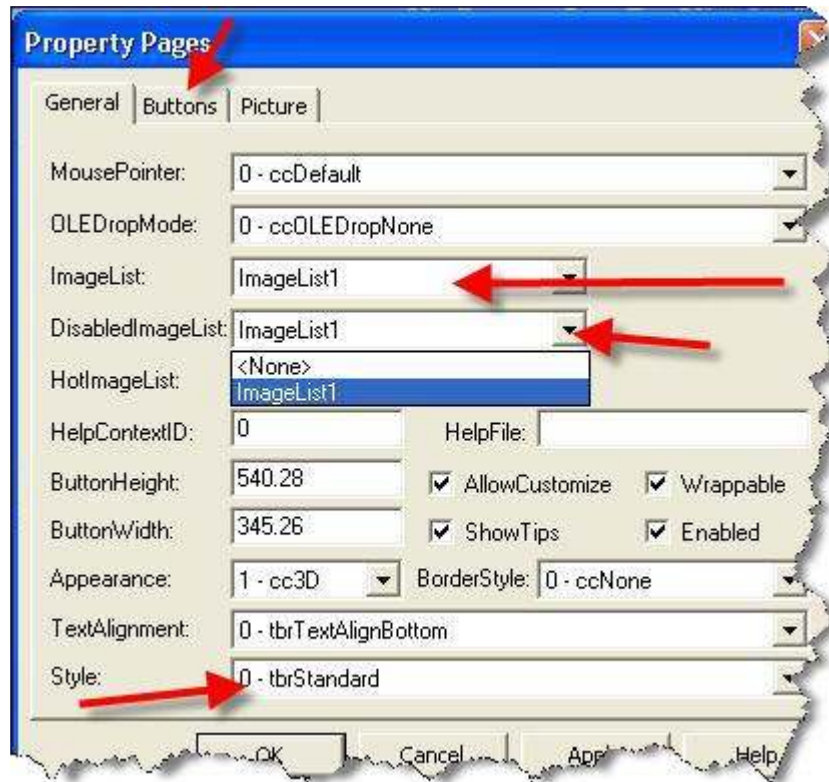 Property Pages
General Buttons Picture
MousePointer: 0 - ccDefault
OLEDropMode: 0 - ccOLEDropNone
ImageList: ImageList1
DisabledImageList: ImageList1
<None>
HotImageList: ImageList1
HelpContextID: 0 HelpFile:
ButtonHeight: 540.28 AllowCustomize Wrappable
ButtonWidth: 345.26 ShowTips Enabled
Appearance: 1 - cc3D BorderStyle: 0 - ccNone
TextAlignment: 0 - tbrTextAlignBottom
Style: 0 - tbrStandard
OK Cancel Help